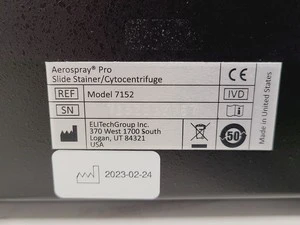 Aerospray® Pro
Slide Stainer/Cytocentrifuge
CE
REF Model 7152 IVD
SN
ELITechGroup Inc.
370 West 1700 South
Logan, UT 84321
USA
50
Made in United States
2023-02-24